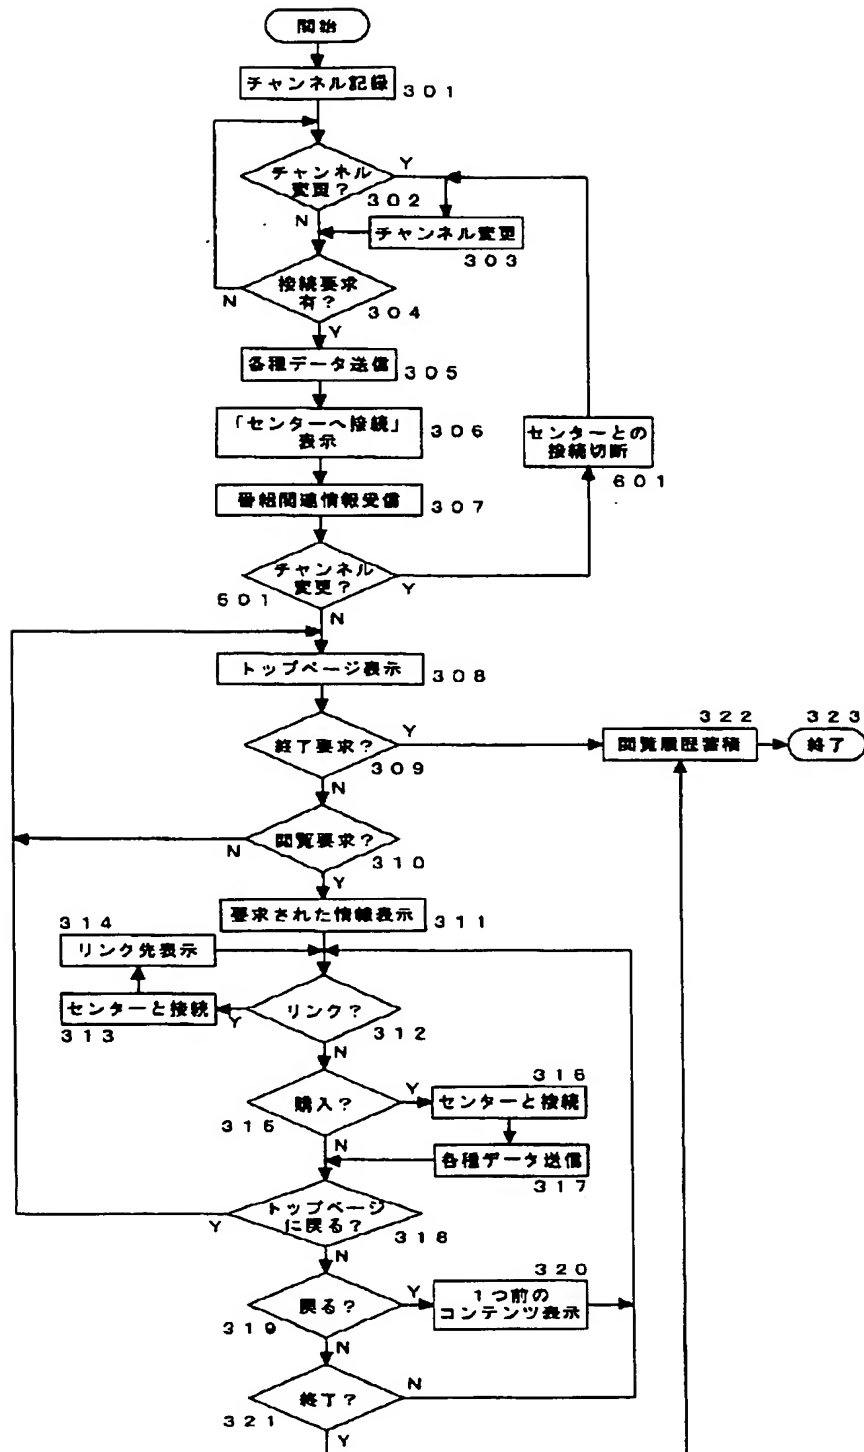 開始
チャンネル記録
301
チャンネル
変更?
302
Y
N
チャンネル変更
303
接続要求
有?
304
N
Y
各種データ送信
305
「センターへ接続」
表示
306
センターとの
接続切断
601
番組関連情報受信
307
チャンネル
変更?
601
Y
N
トップページ表示
308
終了要求?
309
Y
N
閲覧履歴蓄積
322
終了
323
閲覧要求?
310
N
Y
要求された情報表示
311
314
リンク先表示
センターと接続
313
Y
リンク?
312
N
購入?
315
Y
316
センターと接続
N
各種データ送信
317
トップページ
に戻る?
318
Y
N
戻る?
319
Y
320
1つ前の
コンテンツ表示
N
終了?
321
N
Y